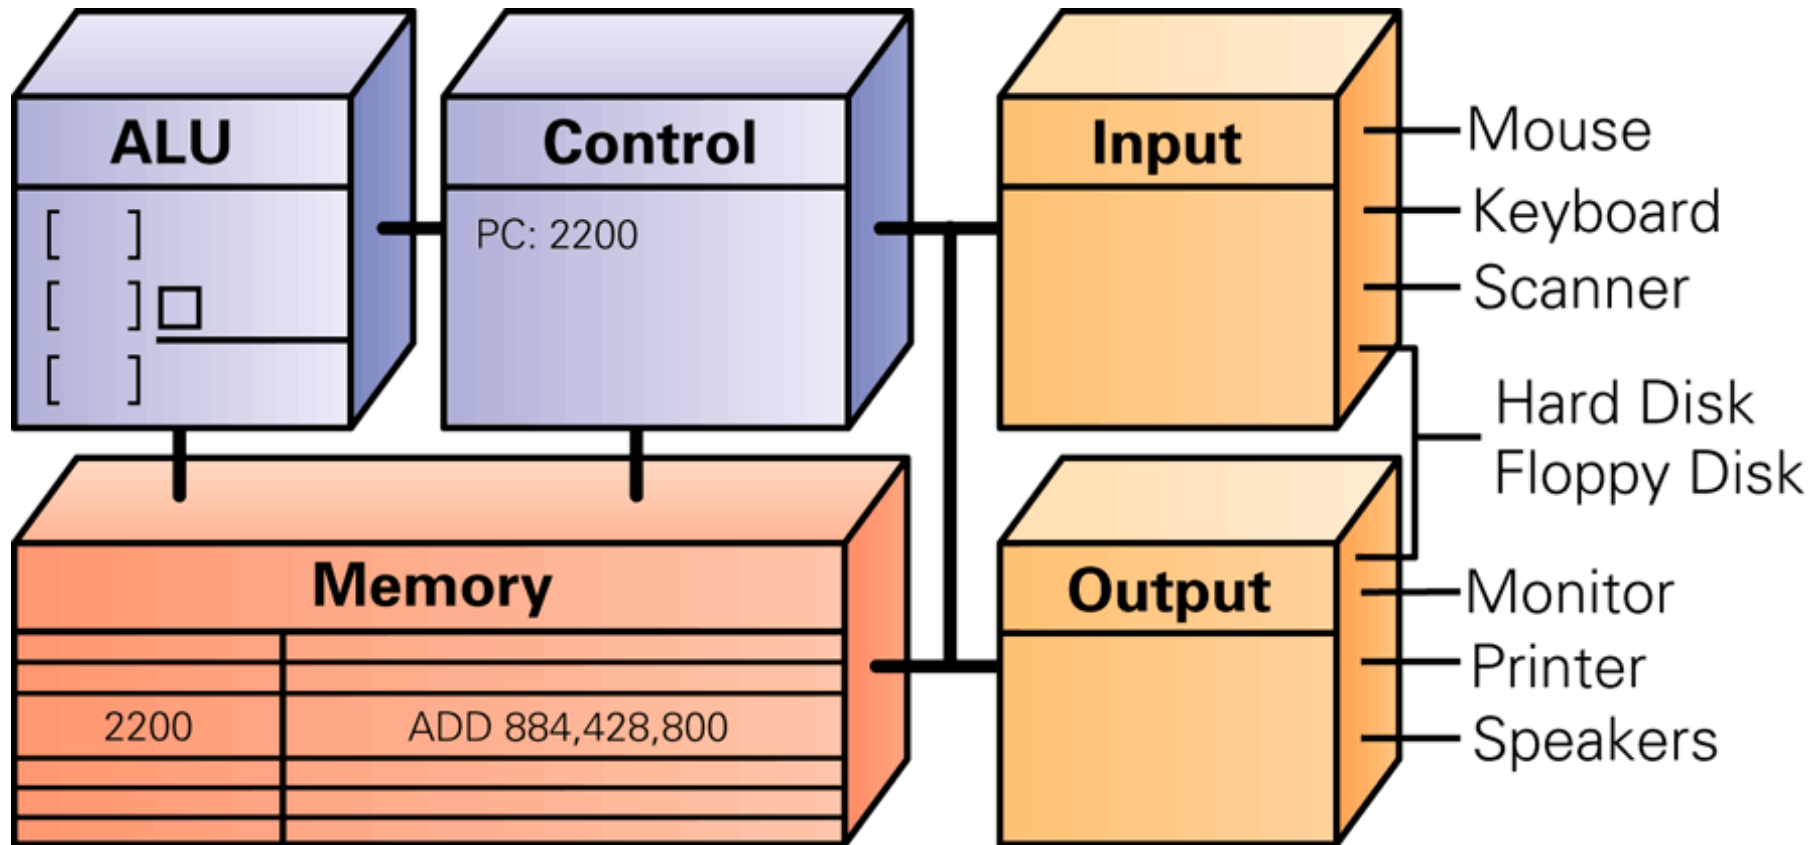 ALU
[ ]
[ ]
[ ]
Control
PC: 2200
Input
Mouse
Keyboard
Scanner
Hard Disk
Floppy Disk
Memory
2200 ADD 884,428,800
Output
Monitor
Printer
Speakers